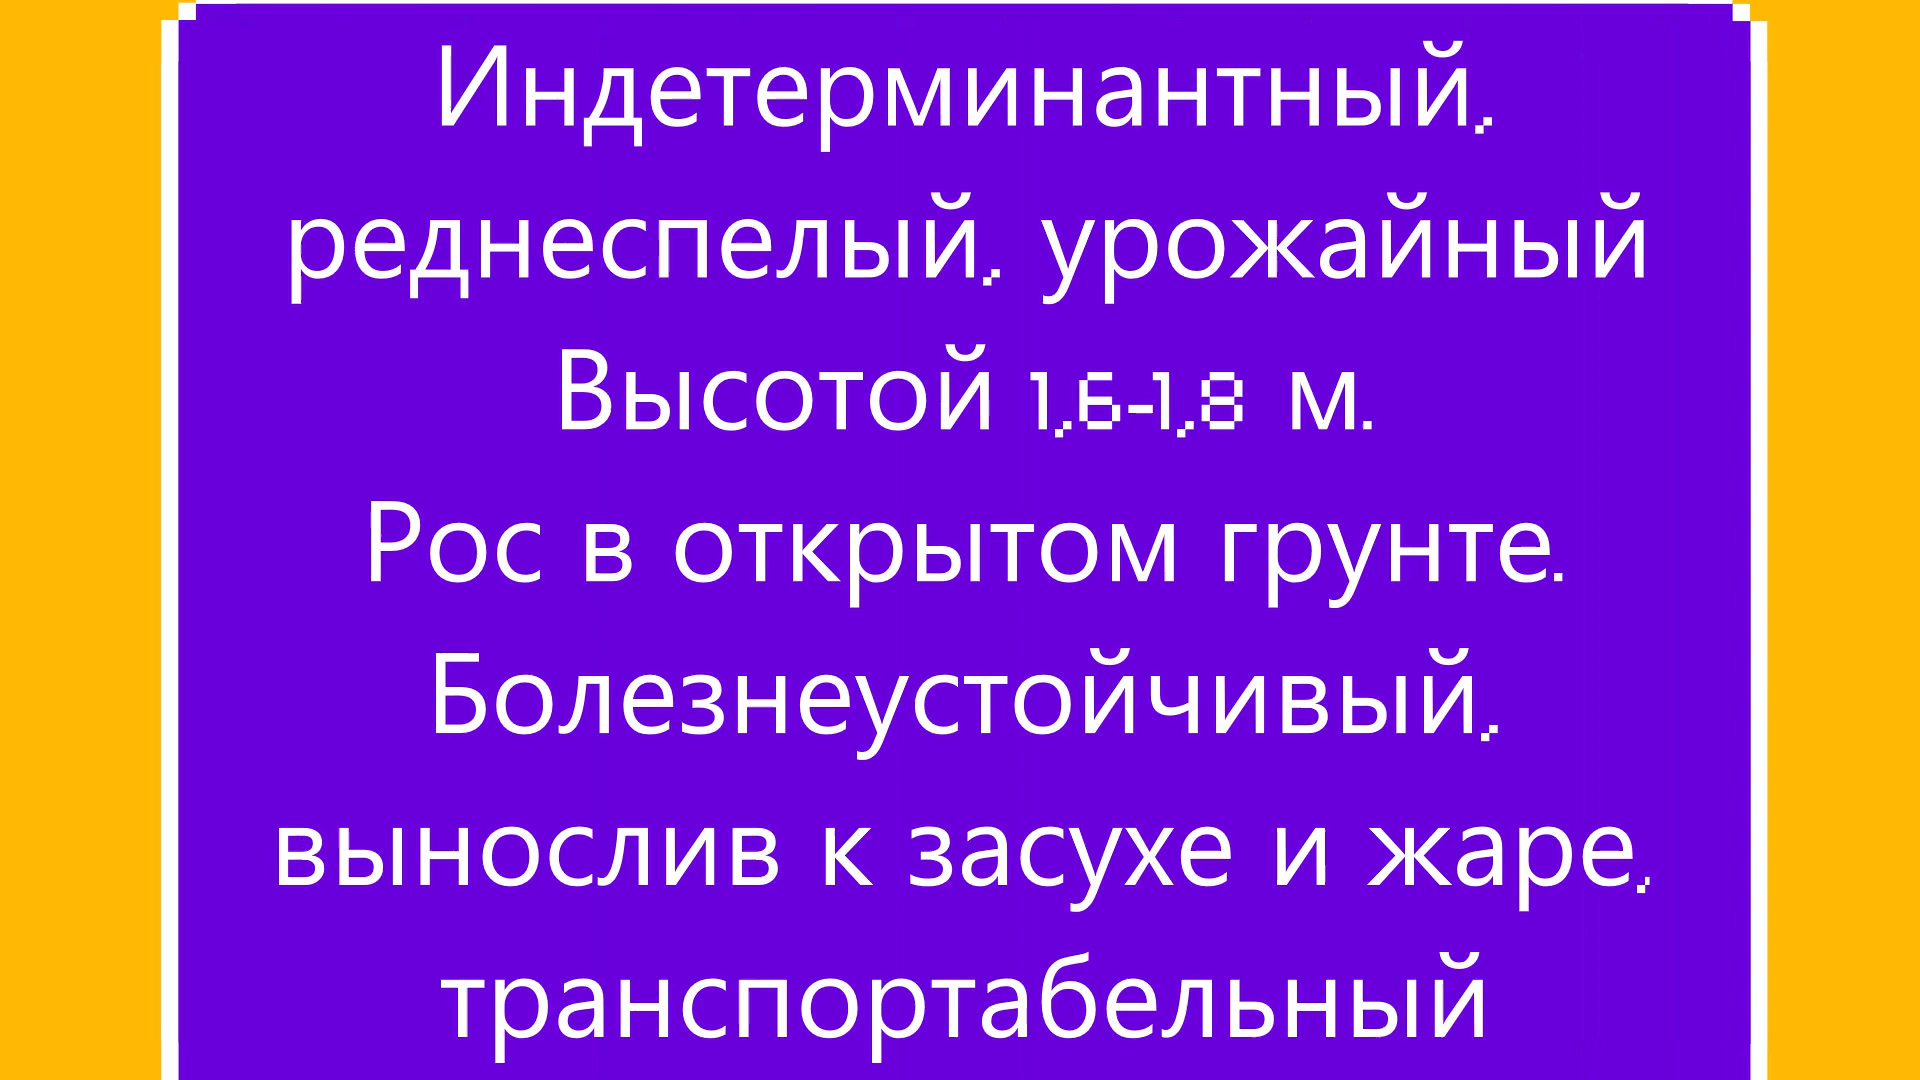 Индетерминантный,
реднеспелый, урожайный
Высотой 1,6-1,8 м.
Рос в открытом грунте.
Болезнеустойчивый,
вынослив к засухе и жаре,
транспортабельный